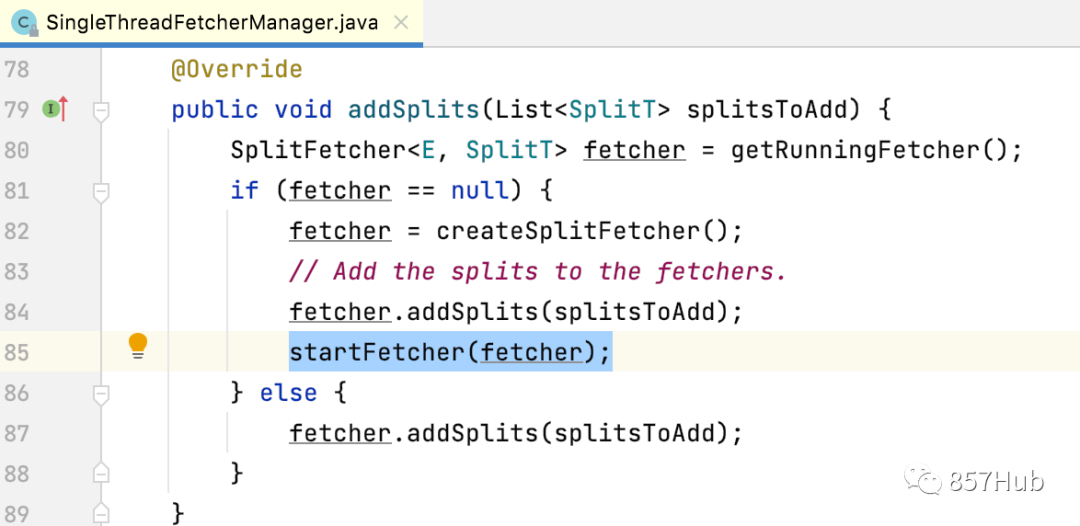 SingleThreadFetcherManager.java
78 @Override
79 public void addSplits(List<SplitT> splitsToAdd) {
80 SplitFetcher<E, SplitT> fetcher = getRunningFetcher();
81 if (fetcher == null) {
82 fetcher = createSplitFetcher();
83 // Add the splits to the fetchers.
84 fetcher.addSplits(splitsToAdd);
85 startFetcher(fetcher);
86 } else {
87 fetcher.addSplits(splitsToAdd);
88 }
89 }
857Hub